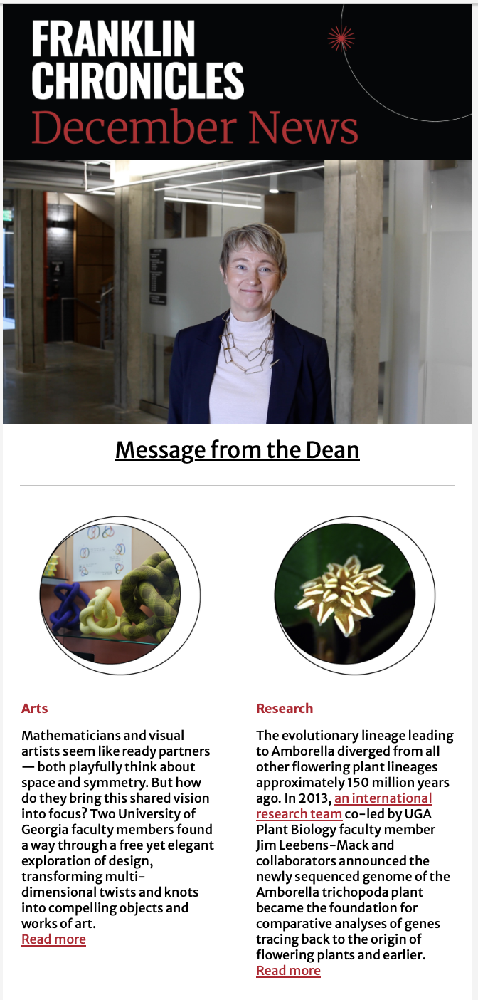 FRANKLIN
CHRONICLES
December News
4
Message from the Dean
Arts
Mathematicians and visual
artists seem like ready partners
— both playfully think about
space and symmetry. But how
do they bring this shared vision
into focus? Two University of
Georgia faculty members found
a way through a free yet elegant
exploration of design,
transforming multi-
dimensional twists and knots
into compelling objects and
works of art.
Read more
Research
The evolutionary lineage leading
to Amborella diverged from all
other flowering plant lineages
approximately 150 million years
ago. In 2013, an international
research team co-led by UGA
Plant Biology faculty member
Jim Leebens-Mack and
collaborators announced the
newly sequenced genome of the
Amborella trichopoda plant
became the foundation for
comparative analyses of genes
tracing back to the origin of
flowering plants and earlier.
Read more